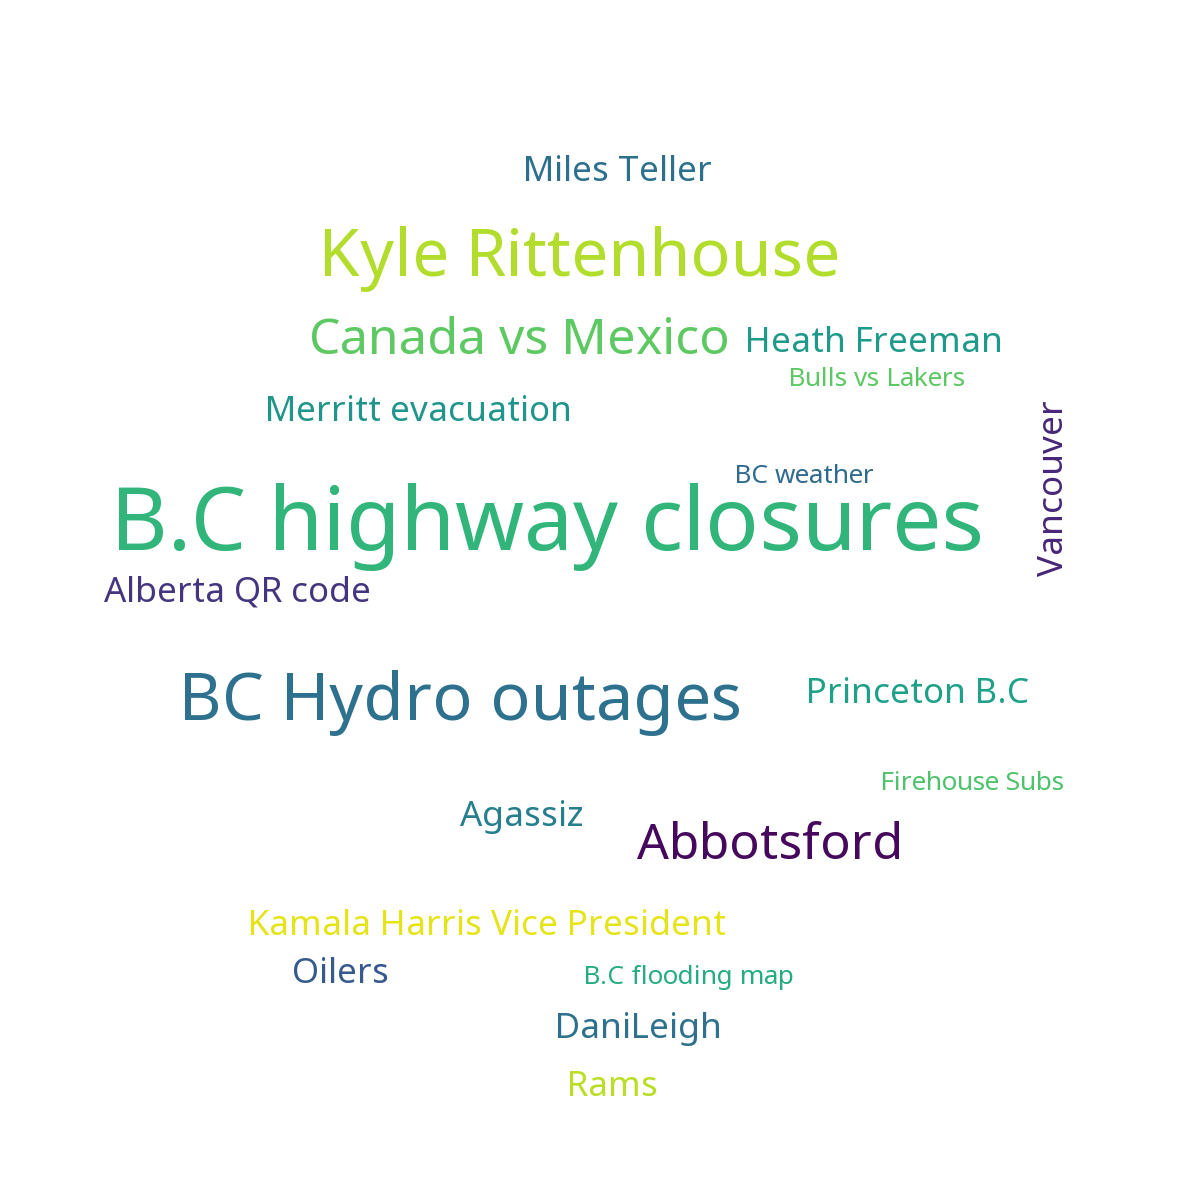 Miles Teller
Kyle Rittenhouse
Canada vs Mexico
Heath Freeman
Bulls vs Lakers
Merritt evacuation
Vancouver
BC weather
B.C highway closures
Alberta QR code
BC Hydro outages
Princeton B.C
Firehouse Subs
Agassiz
Abbotsford
Kamala Harris Vice President
Oilers
B.C flooding map
DaniLeigh
Rams